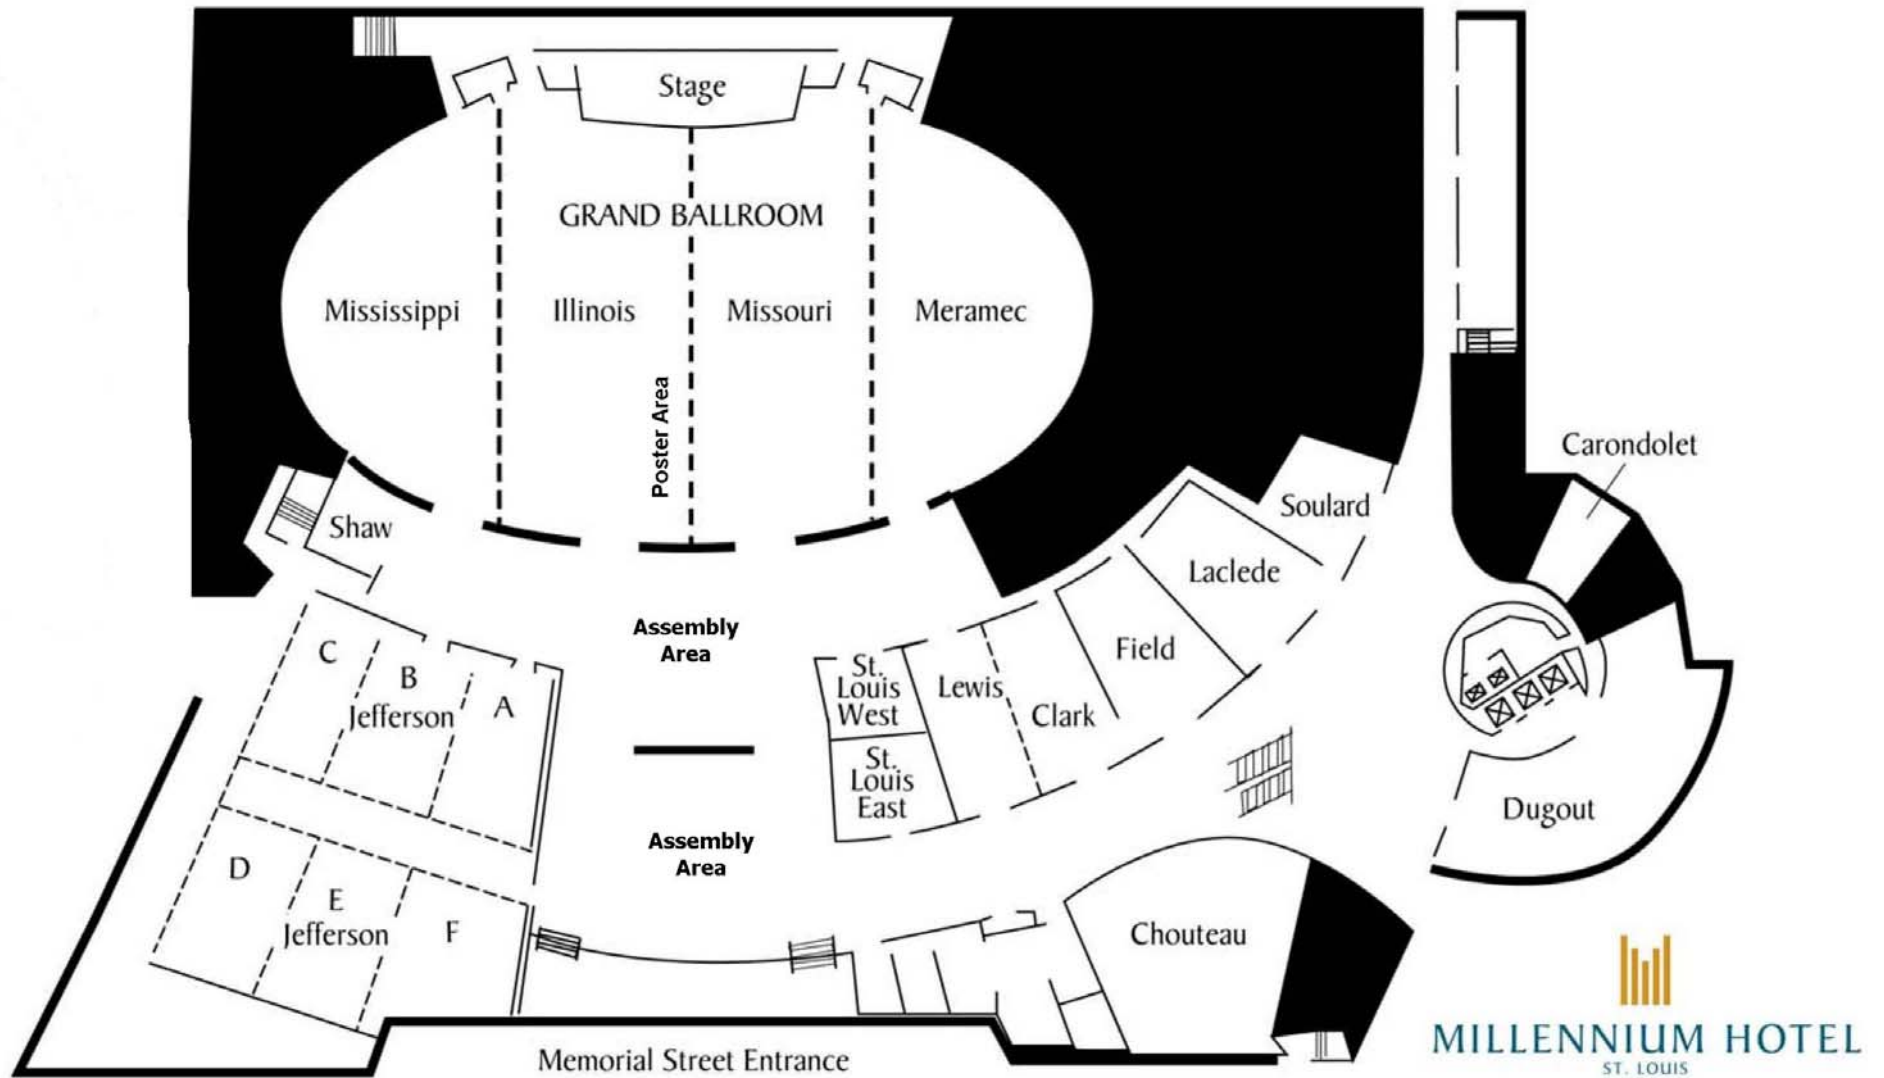 Stage
GRAND BALLROOM
Mississippi
Illinois
Missouri
Meramec
Poster Area
Carondolet
Soulard
Shaw
Laclede
Assembly
Area
Field
C
B
Jefferson
A
St.
Louis
West
Lewis
Clark
St.
Louis
East
Dugout
Assembly
Area
D
E
Jefferson
F
Chouteau
Memorial Street Entrance
MILLENNIUM HOTEL
ST. LOUIS